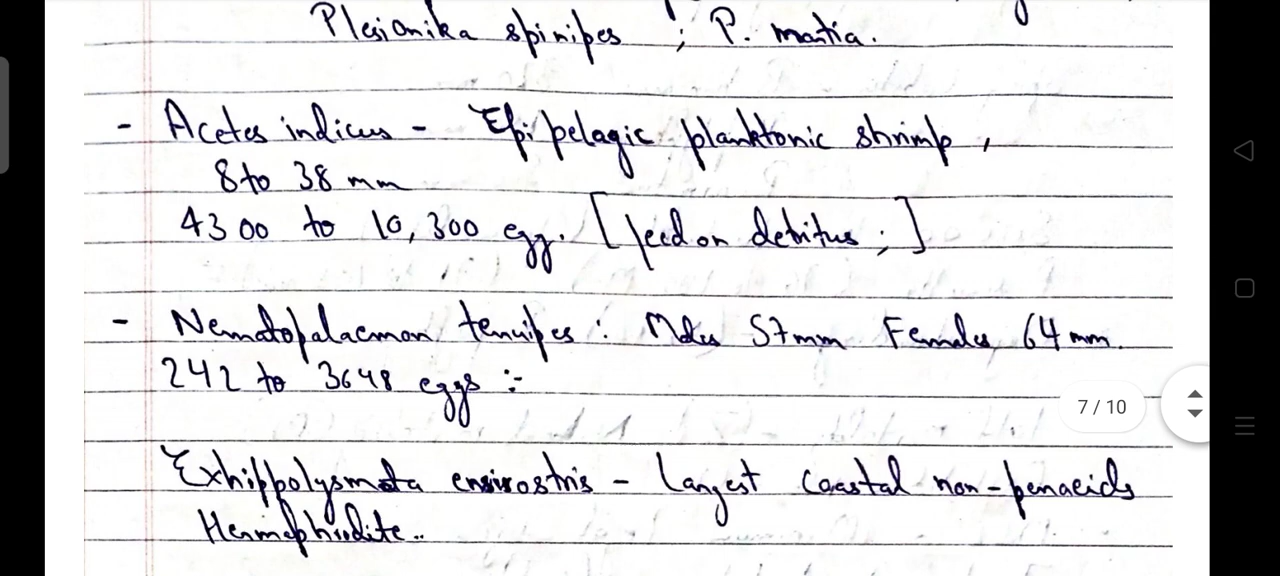 Plesionika spinipes ; P. martia.
- Acetes indicus - Epipelagic planktonic shrimp ,
8 to 38 mm
4300 to 10,300 egg. [feed on detritus ; ]
- Nematopalaemon tenuipes : Males 57mm Females 64 mm.
242 to 3648 eggs :-
7 / 10
Exhippolysmata ensirostris - Largest coastal non-penaeids
Hermaphrodite..